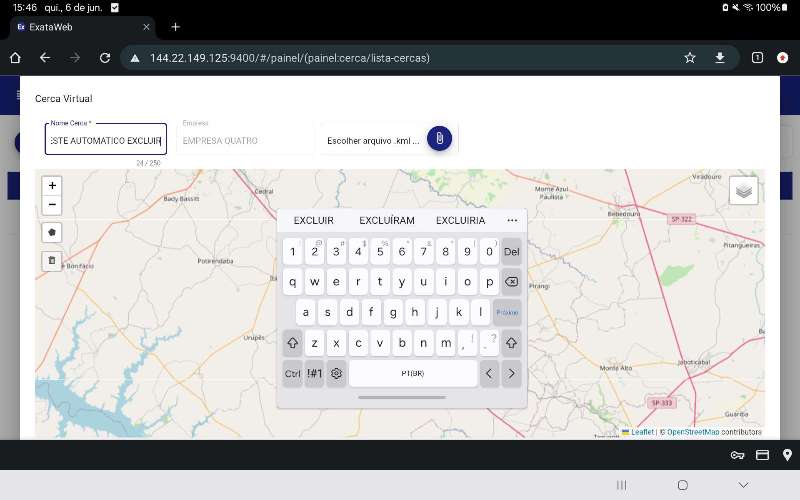 15:46 qui., 6 de jun. 100%
ExataWeb
144.22.149.125:9400/#/painel/(painel:cerca/lista-cercas)
1
Cerca Virtual
Nome Cerca *
STE AUTOMATICO EXCLUIR
24 / 250
Empresa
EMPRESA QUATRO
Escolher arquivo .kml ...
+
−
Viradouro
Bady Bassitt
Cedral
Monte Azul
Paulista
Bebedouro
SP-322
Pitangueiras
Potirendaba
e Bonifácio
Pirangi
Urupês
Monte Alto
Jaboticabal
SP-333
Guariba
EXCLUIR EXCLUÍRAM EXCLUIRIA ...
1 2 3 4 5 6 7 8 9 0 Del
q w e r t y u i o p
a s d f g h j k l Próximo
z x c v b n m , ! . ?
Ctrl !#1 PT(BR) < >
Leaflet | © OpenStreetMap contributors